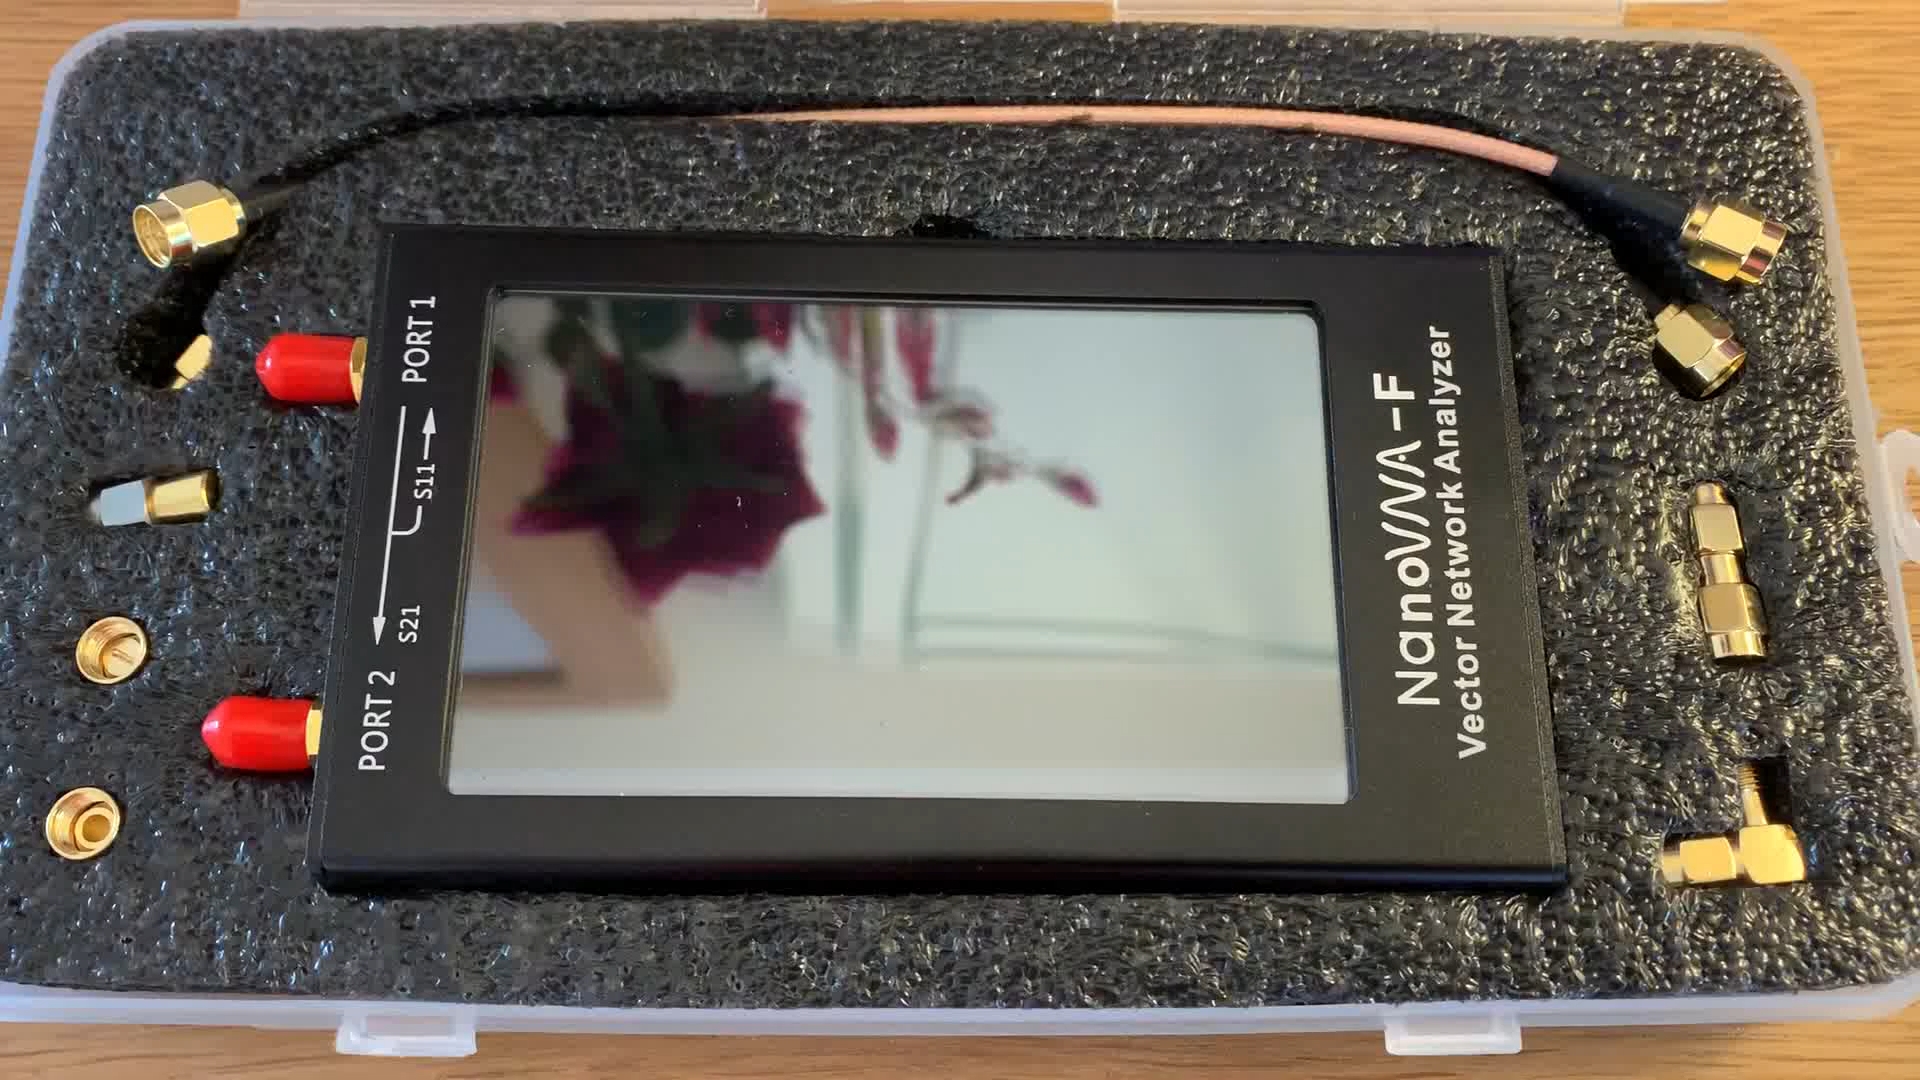 PORT 1
S11
S21
PORT 2
NanoVNA-F
Vector Network Analyzer